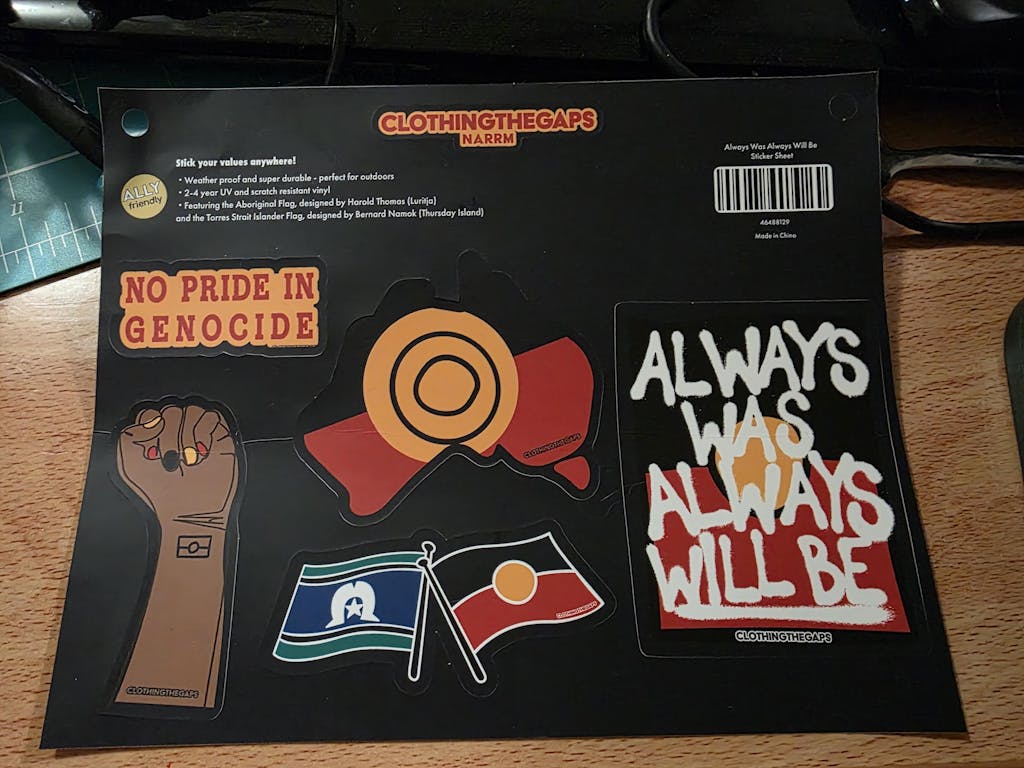 CLOTHINGTHEGAPS
NARRM
Stick your values anywhere!
• Weather proof and super durable - perfect for outdoors
• 2-4 year UV and scratch resistant vinyl
• Featuring the Aboriginal Flag, designed by Harold Thomas (Luritja)
and the Torres Strait Islander Flag, designed by Bernard Namok (Thursday Island)
ALLY
friendly
Always Was Always Will Be
Sticker Sheet
46488129
Made in China
11
NO PRIDE IN
GENOCIDE
CLOTHINGTHEGAPS
ALWAYS
WAS
ALWAYS
WILL BE
CLOTHINGTHEGAPS
CLOTHINGTHEGAPS
CLOTHINGTHEGAPS